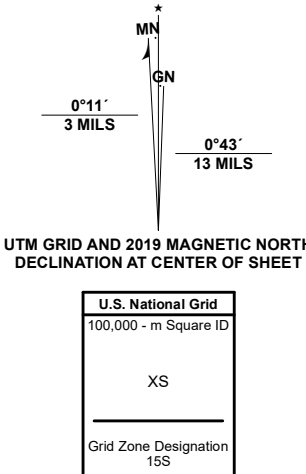 ★
MN
GN
0°11´
3 MILS
0°43´
13 MILS
UTM GRID AND 2019 MAGNETIC NORTH
DECLINATION AT CENTER OF SHEET
U.S. National Grid
100,000 - m Square ID
XS
Grid Zone Designation
15S